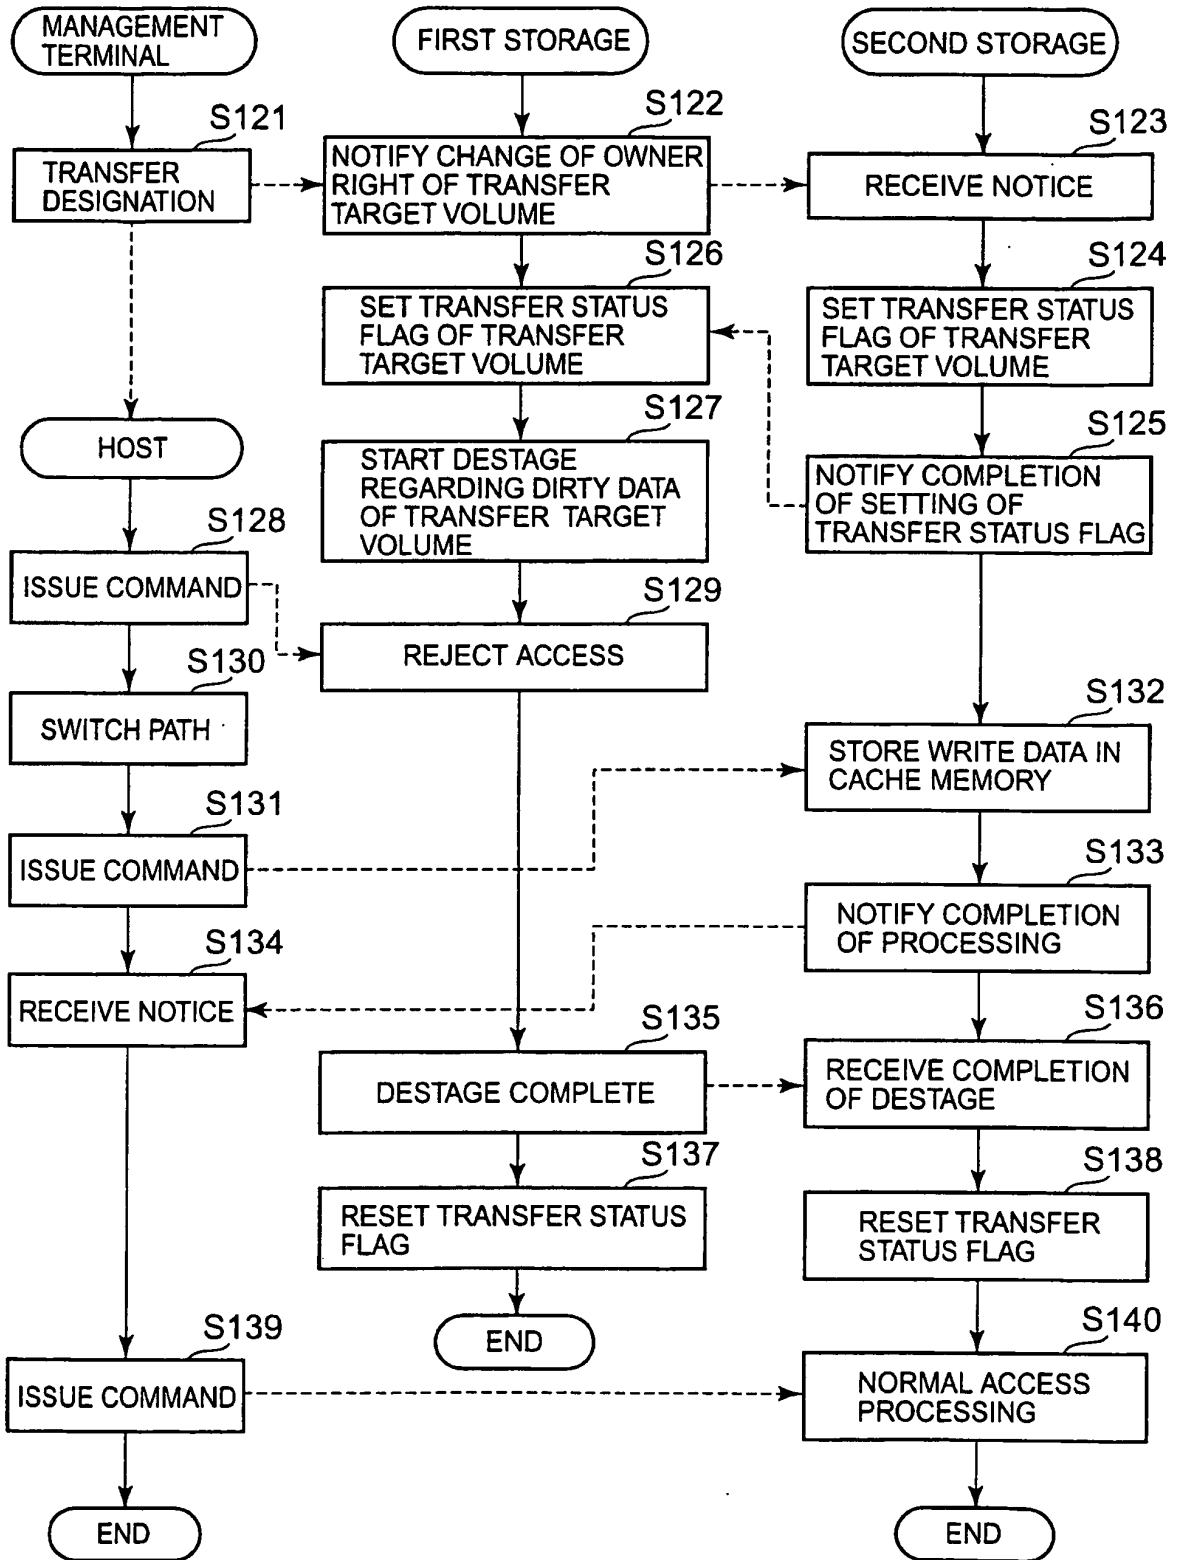 MANAGEMENT
TERMINAL
FIRST STORAGE
SECOND STORAGE
S121
TRANSFER
DESIGNATION
S122
NOTIFY CHANGE OF OWNER
RIGHT OF TRANSFER
TARGET VOLUME
S123
RECEIVE NOTICE
S126
SET TRANSFER STATUS
FLAG OF TRANSFER
TARGET VOLUME
S124
SET TRANSFER STATUS
FLAG OF TRANSFER
TARGET VOLUME
HOST
S127
START DESTAGE
REGARDING DIRTY DATA
OF TRANSFER TARGET
VOLUME
S125
NOTIFY COMPLETION
OF SETTING OF
TRANSFER STATUS FLAG
S128
ISSUE COMMAND
S129
REJECT ACCESS
S130
SWITCH PATH
S132
STORE WRITE DATA IN
CACHE MEMORY
S131
ISSUE COMMAND
S133
NOTIFY COMPLETION
OF PROCESSING
S134
RECEIVE NOTICE
S135
DESTAGE COMPLETE
S136
RECEIVE COMPLETION
OF DESTAGE
S137
RESET TRANSFER STATUS
FLAG
S138
RESET TRANSFER
STATUS FLAG
END
S139
ISSUE COMMAND
S140
NORMAL ACCESS
PROCESSING
END
END